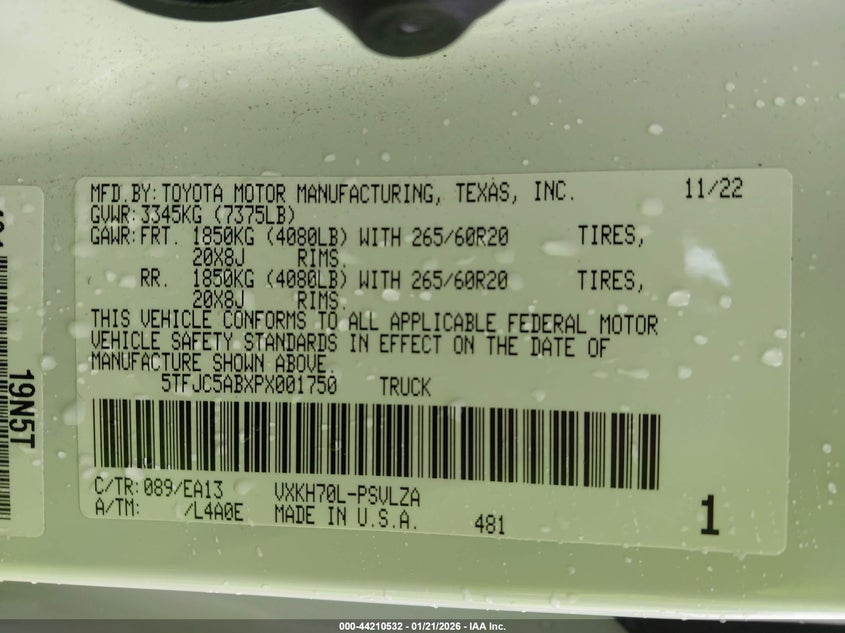 MFD.BY:TOYOTA MOTOR MANUFACTURING, TEXAS, INC. 11/22
GVWR:3345KG (7375LB)
GAWR:FRT. 1850KG (4080LB) WITH 265/60R20 TIRES,
20X8J RIMS.
RR. 1850KG (4080LB) WITH 265/60R20 TIRES,
20X8J RIMS.
THIS VEHICLE CONFORMS TO ALL APPLICABLE FEDERAL MOTOR
VEHICLE SAFETY STANDARDS IN EFFECT ON THE DATE OF
MANUFACTURE SHOWN ABOVE.
5TFJC5ABXPX001750 TRUCK
C/TR:089/EA13 VXKH70L-PSVLZA
A/TM: /L4A0E MADE IN U.S.A. 481 1
19N5T
000-44210532 - 01/21/2026 - IAA Inc.